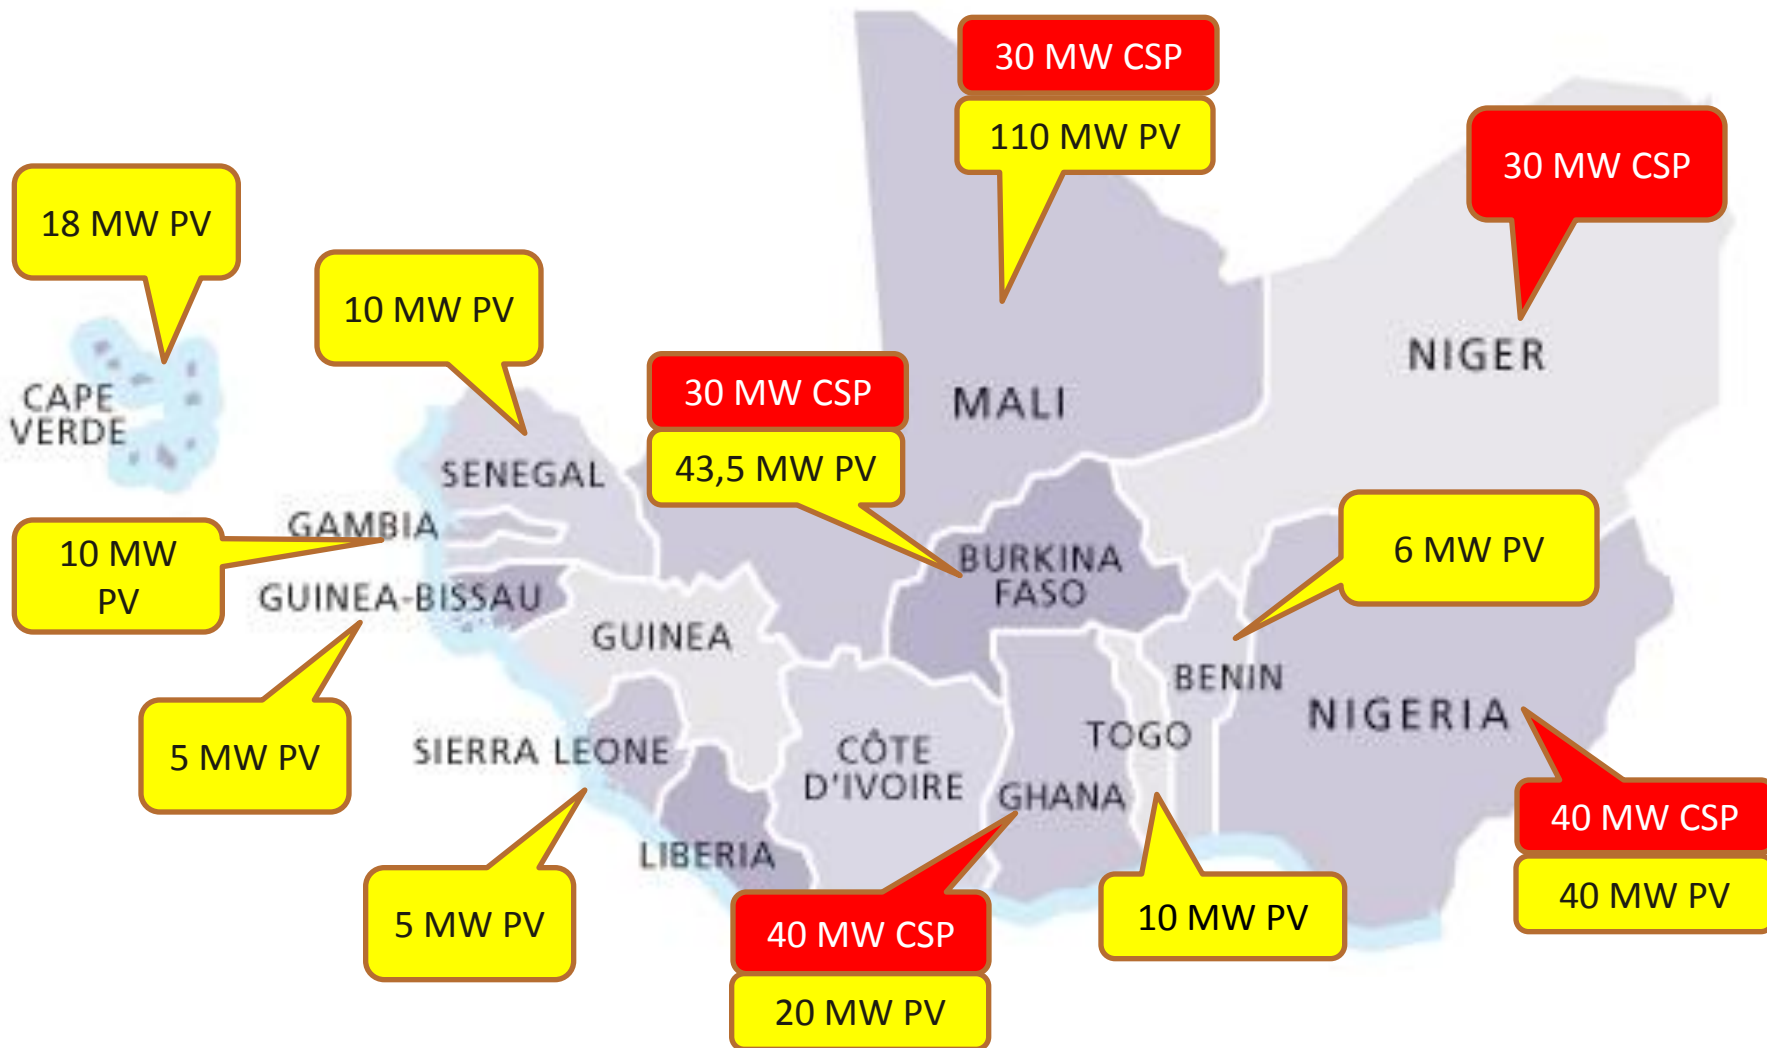 30 MW CSP
110 MW PV
30 MW CSP
18 MW PV
10 MW PV
NIGER
30 MW CSP
43,5 MW PV
MALI
CAPE
VERDE
SENEGAL
GAMBIA
10 MW
PV
BURKINA
FASO
6 MW PV
GUINEA-BISSAU
GUINEA
BENIN
5 MW PV
SIERRA LEONE
CÔTE
D'IVOIRE
TOGO
NIGERIA
GHANA
LIBERIA
40 MW CSP
40 MW PV
5 MW PV
40 MW CSP
20 MW PV
10 MW PV